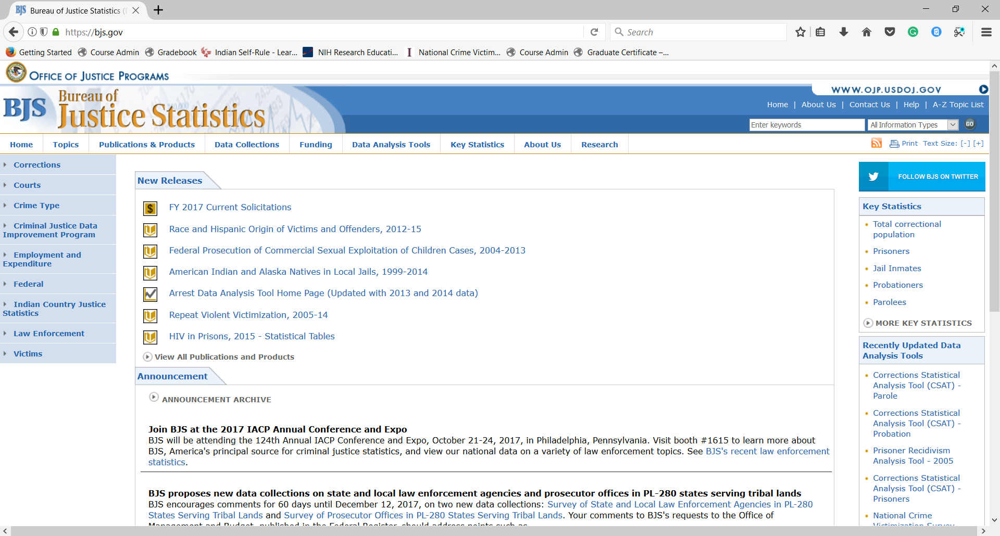 BJS Bureau of Justice Statistics (
https://bjs.gov
Search
Getting Started Course Admin Gradebook Indian Self-Rule - Lear... NIH Research Educati... National Crime Victim... Course Admin Graduate Certificate –...
OFFICE OF JUSTICE PROGRAMS
WWW.OJP.USDOJ.GOV
BJS
Bureau of
Justice Statistics
Home | About Us | Contact Us | Help | A-Z Topic List
Enter keywords All Information Types GO
Home Topics Publications & Products Data Collections Funding Data Analysis Tools Key Statistics About Us Research
Print Text Size: [-] [+]
Corrections
Courts
Crime Type
Criminal Justice Data
Improvement Program
Employment and
Expenditure
Federal
Indian Country Justice
Statistics
Law Enforcement
Victims
New Releases
$ FY 2017 Current Solicitations
Race and Hispanic Origin of Victims and Offenders, 2012-15
Federal Prosecution of Commercial Sexual Exploitation of Children Cases, 2004-2013
American Indian and Alaska Natives in Local Jails, 1999-2014
Arrest Data Analysis Tool Home Page (Updated with 2013 and 2014 data)
Repeat Violent Victimization, 2005-14
HIV in Prisons, 2015 - Statistical Tables
View All Publications and Products
Announcement
ANNOUNCEMENT ARCHIVE
Join BJS at the 2017 IACP Annual Conference and Expo
BJS will be attending the 124th Annual IACP Conference and Expo, October 21-24, 2017, in Philadelphia, Pennsylvania. Visit booth #1615 to learn more about
BJS, America's principal source for criminal justice statistics, and view our national data on a variety of law enforcement topics. See BJS's recent law enforcement
statistics.
BJS proposes new data collections on state and local law enforcement agencies and prosecutor offices in PL-280 states serving tribal lands
BJS encourages comments for 60 days until December 12, 2017, on two new data collections: Survey of State and Local Law Enforcement Agencies in PL-280
States Serving Tribal Lands and Survey of Prosecutor Offices in PL-280 States Serving Tribal Lands. Your comments to BJS's requests to the Office of
Management and Budget, published in the Federal Register, should address points such as
FOLLOW BJS ON TWITTER
Key Statistics
Total correctional
population
Prisoners
Jail Inmates
Probationers
Parolees
MORE KEY STATISTICS
Recently Updated Data
Analysis Tools
Corrections Statistical
Analysis Tool (CSAT) -
Parole
Corrections Statistical
Analysis Tool (CSAT) -
Probation
Prisoner Recidivism
Analysis Tool - 2005
Corrections Statistical
Analysis Tool (CSAT) -
Prisoners
National Crime
Victimization Survey